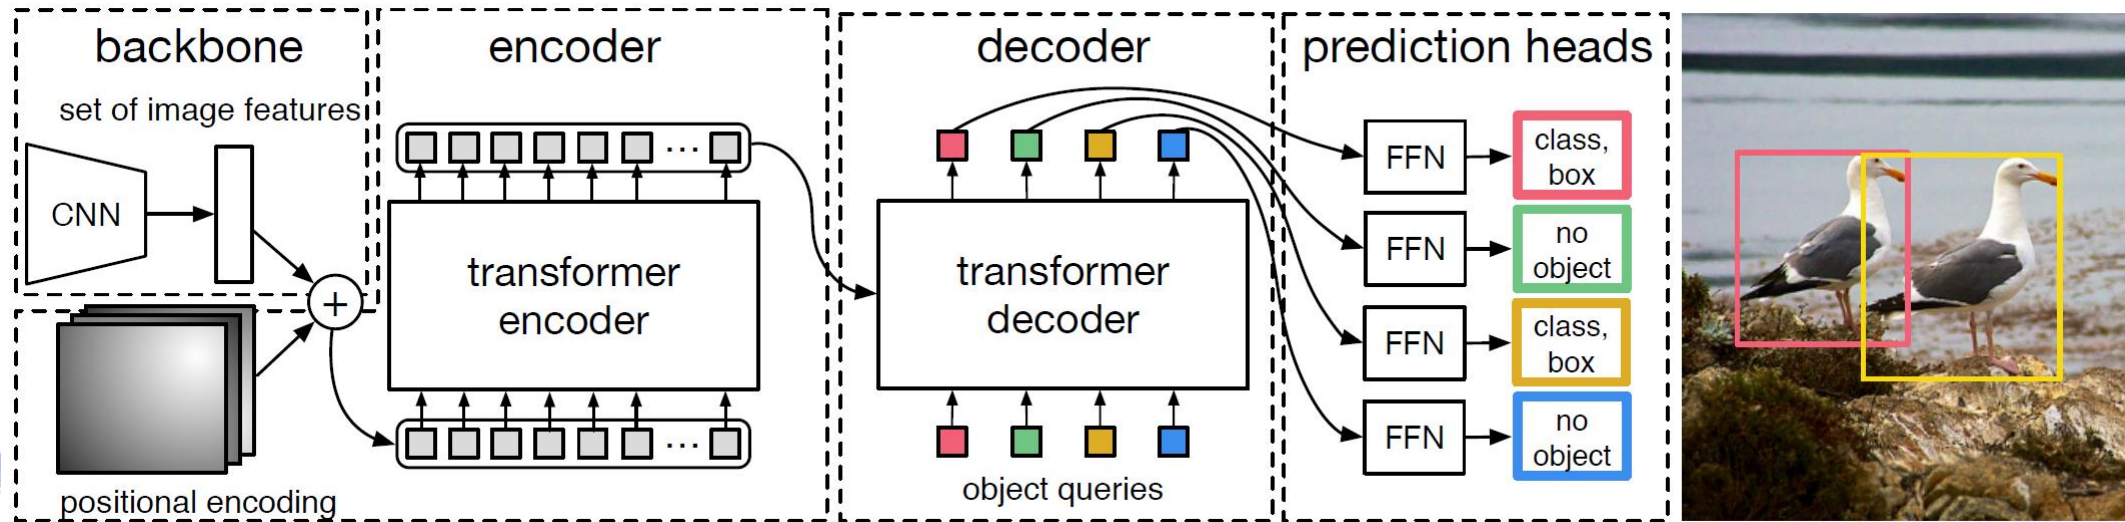 backbone
set of image features
CNN
+
positional encoding
encoder
...
transformer
encoder
...
decoder
transformer
decoder
object queries
prediction heads
FFN
class,
box
FFN
no
object
FFN
class,
box
FFN
no
object